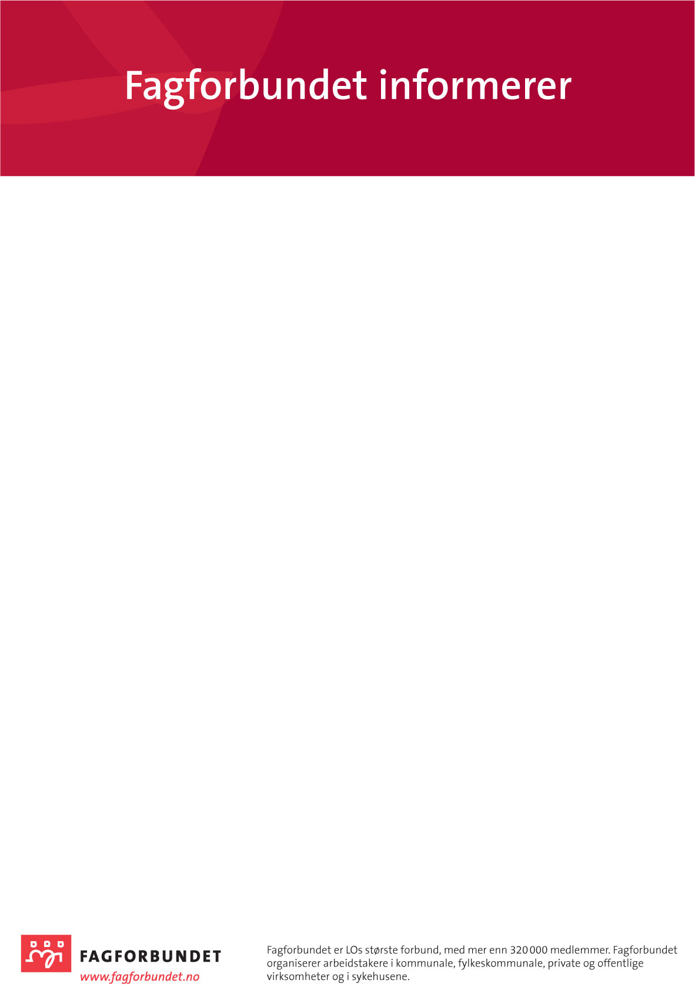 Fagforbundet informerer
FAGFORBUNDET
www.fagforbundet.no
Fagforbundet er LOs største forbund, med mer enn 320 000 medlemmer. Fagforbundet
organiserer arbeidstakere i kommunale, fylkeskommunale, private og offentlige
virksomheter og i sykehusene.